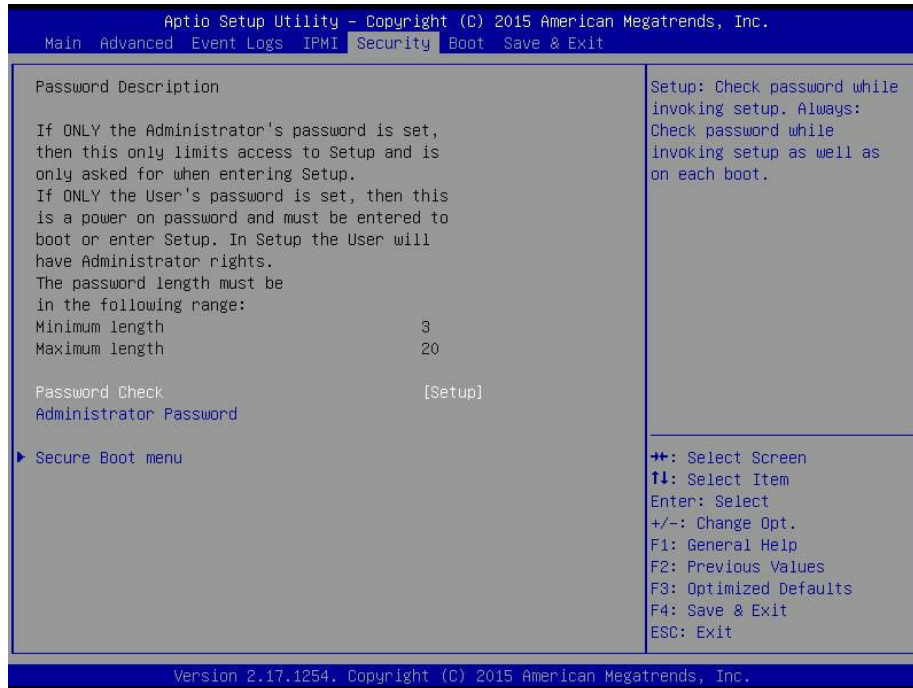 Aptio Setup Utility – Copyright (C) 2015 American Megatrends, Inc.
Main Advanced Event Logs IPMI Security Boot Save & Exit
Password Description
If ONLY the Administrator's password is set,
then this only limits access to Setup and is
only asked for when entering Setup.
If ONLY the User's password is set, then this
is a power on password and must be entered to
boot or enter Setup. In Setup the User will
have Administrator rights.
The password length must be
in the following range:
Minimum length 3
Maximum length 20
Password Check [Setup]
Administrator Password
Secure Boot menu
Setup: Check password while
invoking setup. Always:
Check password while
invoking setup as well as
on each boot.
→←: Select Screen
↑↓: Select Item
Enter: Select
+/-: Change Opt.
F1: General Help
F2: Previous Values
F3: Optimized Defaults
F4: Save & Exit
ESC: Exit
Version 2.17.1254. Copyright (C) 2015 American Megatrends, Inc.